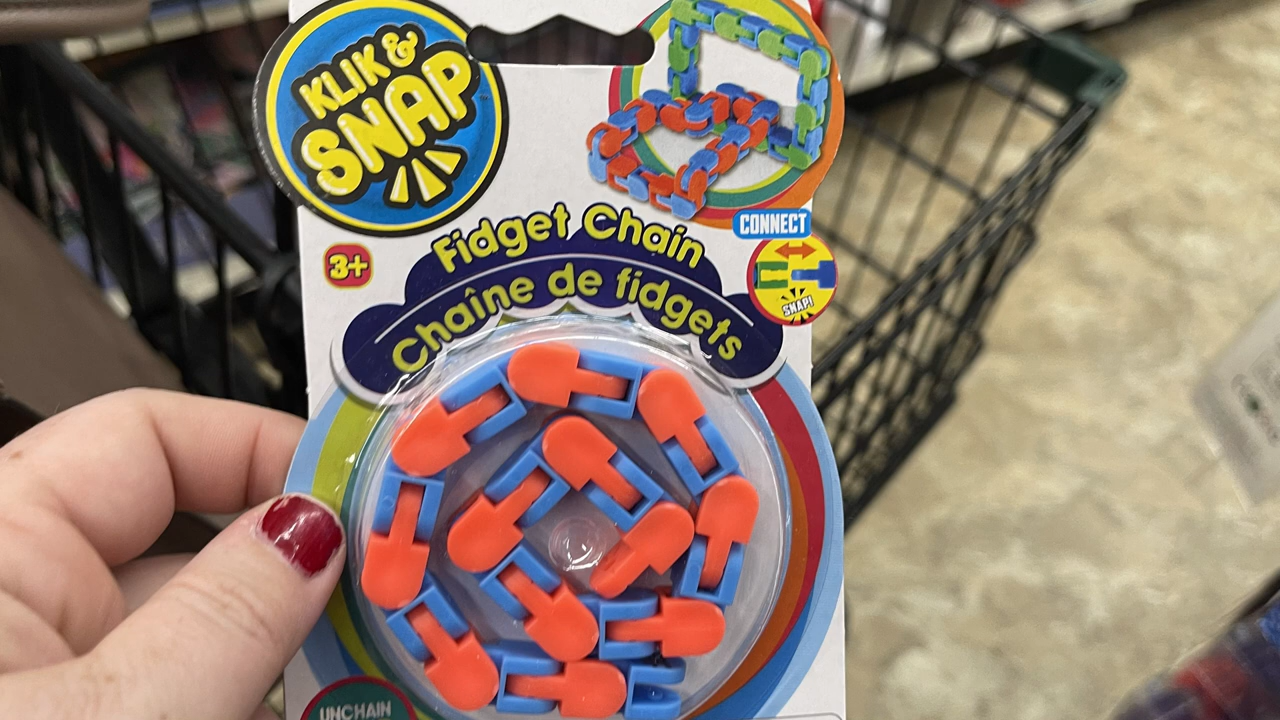 KLIK &
SNAP
CONNECT
3+
SNAP!
Fidget Chain
Chaîne de fidgets
UNCHAIN